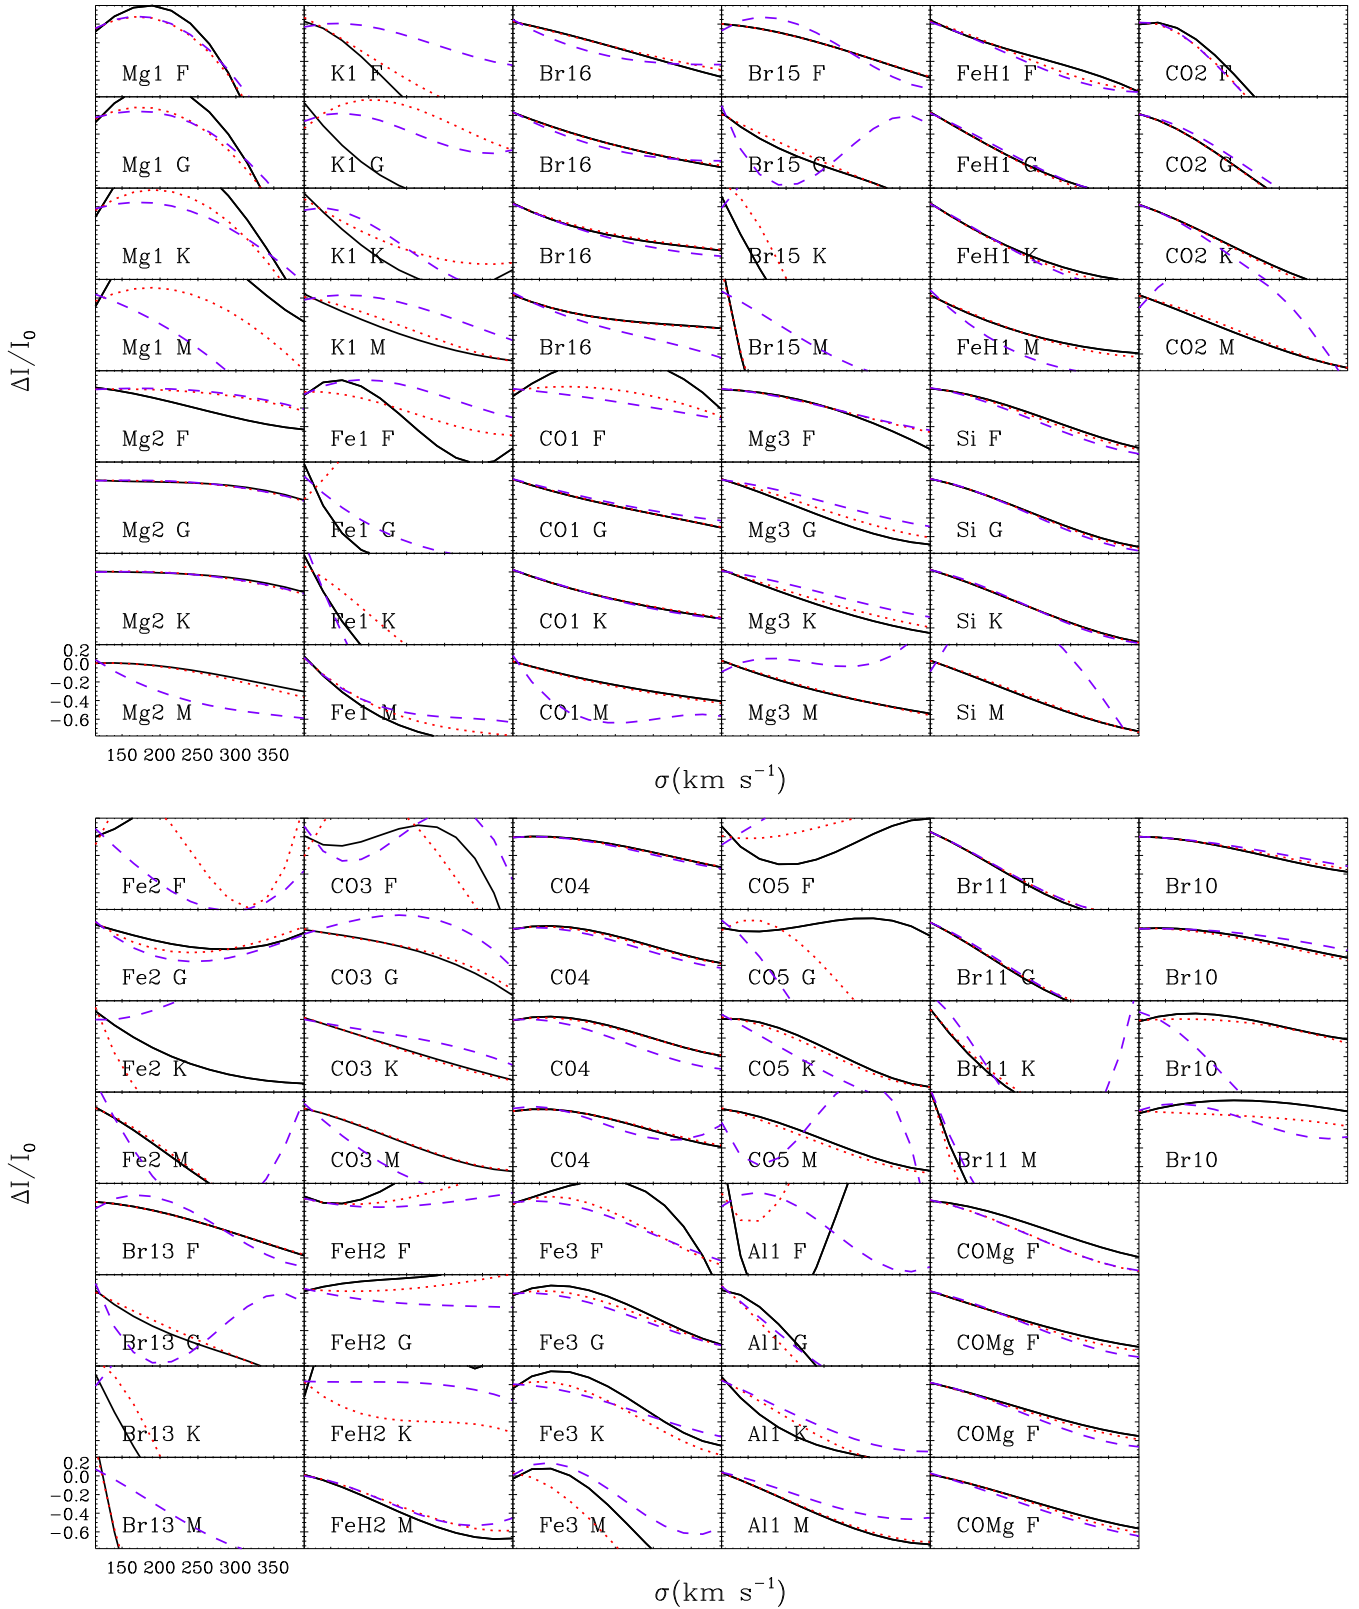 Mg1 F K1 F Br16 Br15 F FeH1 F CO2 F
Mg1 G K1 G Br16 Br15 G FeH1 G CO2 G
Mg1 K K1 K Br16 Br15 K FeH1 K CO2 K
Mg1 M K1 M Br16 Br15 M FeH1 M CO2 M
ΔI/I₀
Mg2 F Fe1 F CO1 F Mg3 F Si F
Mg2 G Fe1 G CO1 G Mg3 G Si G
Mg2 K Fe1 K CO1 K Mg3 K Si K
0.2
0.0
−0.2
−0.4
−0.6
Mg2 M Fe1 M CO1 M Mg3 M Si M
150 200 250 300 350
σ(km s⁻¹)
Fe2 F CO3 F CO4 CO5 F Br11 F Br10
Fe2 G CO3 G CO4 CO5 G Br11 G Br10
Fe2 K CO3 K CO4 CO5 K Br11 K Br10
Fe2 M CO3 M CO4 CO5 M Br11 M Br10
ΔI/I₀
Br13 F FeH2 F Fe3 F Al1 F COMg F
Br13 G FeH2 G Fe3 G Al1 G COMg F
Br13 K FeH2 K Fe3 K Al1 K COMg F
0.2
0.0
−0.2
−0.4
−0.6
Br13 M FeH2 M Fe3 M Al1 M COMg F
150 200 250 300 350
σ(km s⁻¹)